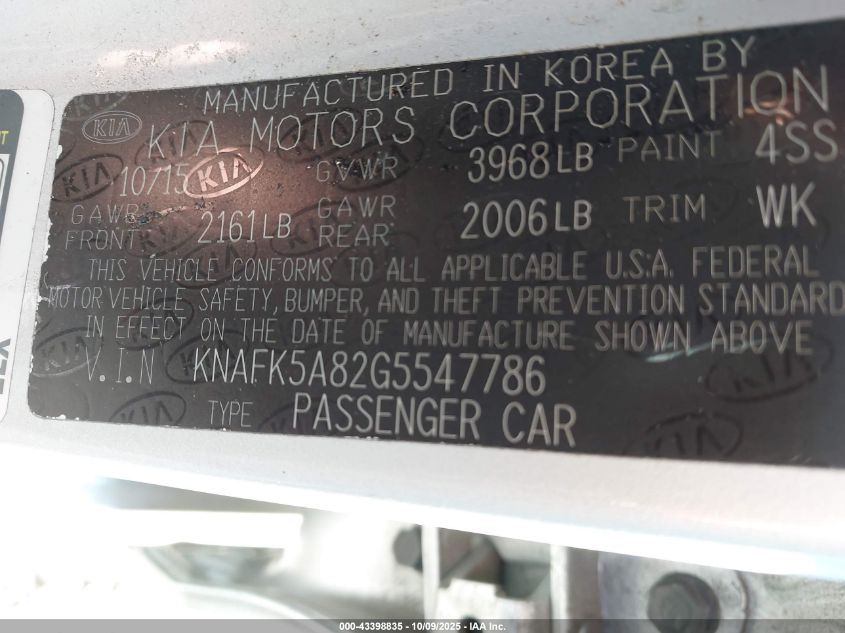 MANUFACTURED IN KOREA BY
KIA KIA MOTORS CORPORATION
10/15 KIA GVWR 3968LB PAINT 4SS
GAWR FRONT 2161LB GAWR REAR 2006LB TRIM WK
THIS VEHICLE CONFORMS TO ALL APPLICABLE U.S.A. FEDERAL
MOTOR VEHICLE SAFETY, BUMPER, AND THEFT PREVENTION STANDARD
IN EFFECT ON THE DATE OF MANUFACTURE SHOWN ABOVE
V.I.N KNAFK5A82G5547786
TYPE PASSENGER CAR
000-43398835 - 10/09/2025 - IAA Inc.